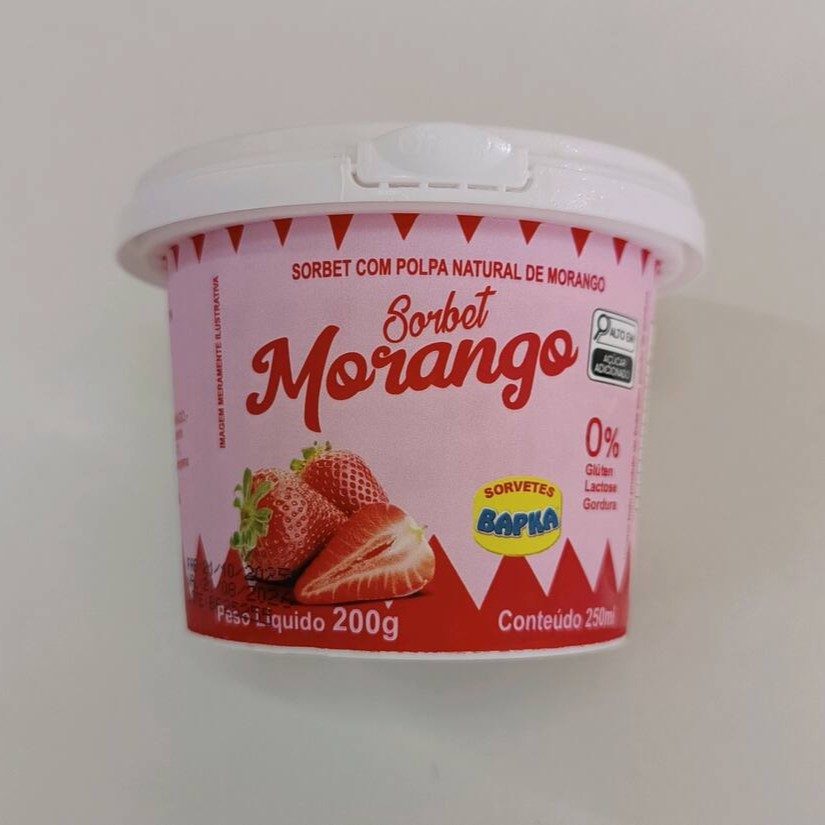 SORBET COM POLPA NATURAL DE MORANGO
Sorbet
Morango
IMAGEM MERAMENTE ILUSTRATIVA
ALTO EM
AÇÚCAR
ADICIONADO
0%
Glúten
Lactose
Gordura
SORVETES
BAPKA
Peso Líquido 200g
Conteúdo 250ml